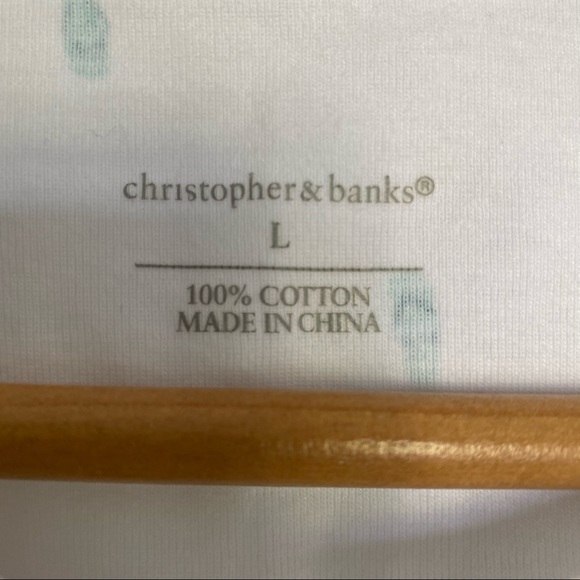 christopher & banks®
L
100% COTTON
MADE IN CHINA